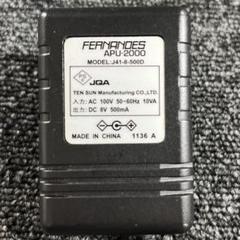 FERNANDES
APU-2000
MODEL:J41-8-500D
JQA
TEN SUN Manufacturing CO.,LTD.
入力: AC 100V 50~60Hz 10VA
出力: DC 8V 500mA
MADE IN CHINA 1136 A